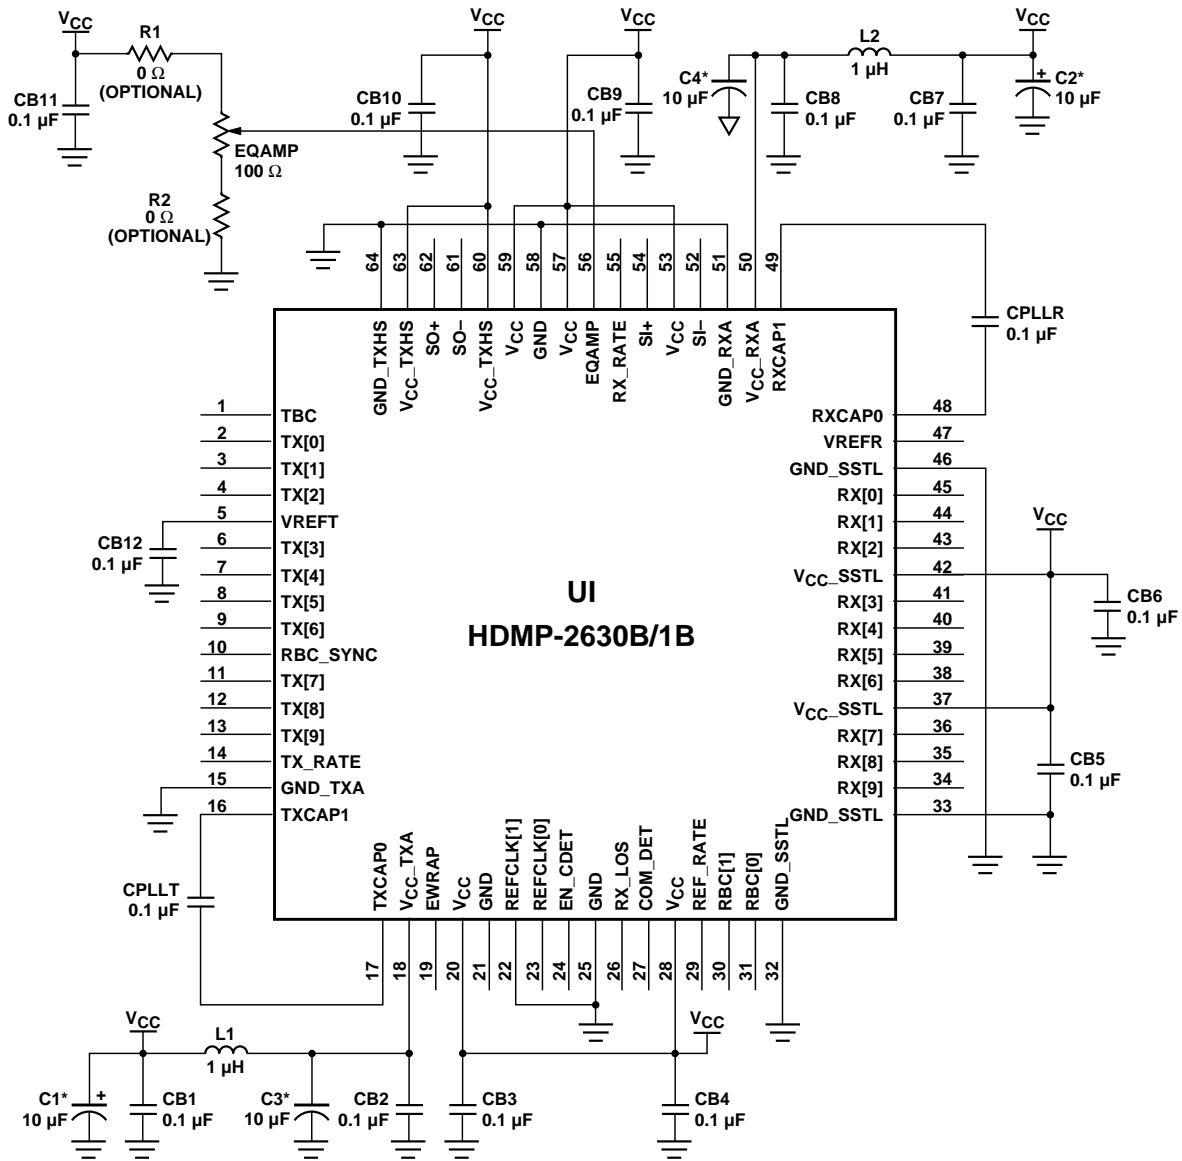 VCC
R1
0 Ω
(OPTIONAL)
CB11
0.1 µF
EQAMP
100 Ω
R2
0 Ω
(OPTIONAL)
VCC
CB10
0.1 µF
VCC
CB9
0.1 µF
C4*
10 µF
CB8
0.1 µF
L2
1 µH
CB7
0.1 µF
VCC
+
C2*
10 µF
64
63
62
61
60
59
58
57
56
55
54
53
52
51
50
49
GND_TXHS
VCC_TXHS
SO+
SO–
VCC_TXHS
VCC
GND
VCC
EQAMP
RX_RATE
SI+
VCC
SI–
GND_RXA
VCC_RXA
RXCAP1
CPLLR
0.1 µF
1 TBC
2 TX[0]
3 TX[1]
4 TX[2]
5 VREFT
6 TX[3]
7 TX[4]
8 TX[5]
9 TX[6]
10 RBC_SYNC
11 TX[7]
12 TX[8]
13 TX[9]
14 TX_RATE
15 GND_TXA
16 TXCAP1
CB12
0.1 µF
UI
HDMP-2630B/1B
RXCAP0 48
VREFR 47
GND_SSTL 46
RX[0] 45
RX[1] 44
RX[2] 43
VCC_SSTL 42
RX[3] 41
RX[4] 40
RX[5] 39
RX[6] 38
VCC_SSTL 37
RX[7] 36
RX[8] 35
RX[9] 34
GND_SSTL 33
VCC
CB6
0.1 µF
CB5
0.1 µF
CPLLT
0.1 µF
TXCAP0
VCC_TXA
EWRAP
VCC
GND
REFCLK[1]
REFCLK[0]
EN_CDET
GND
RX_LOS
COM_DET
VCC
REF_RATE
RBC[1]
RBC[0]
GND_SSTL
17
18
19
20
21
22
23
24
25
26
27
28
29
30
31
32
VCC
L1
1 µH
C1*
10 µF
+
CB1
0.1 µF
C3*
10 µF
CB2
0.1 µF
CB3
0.1 µF
VCC
CB4
0.1 µF